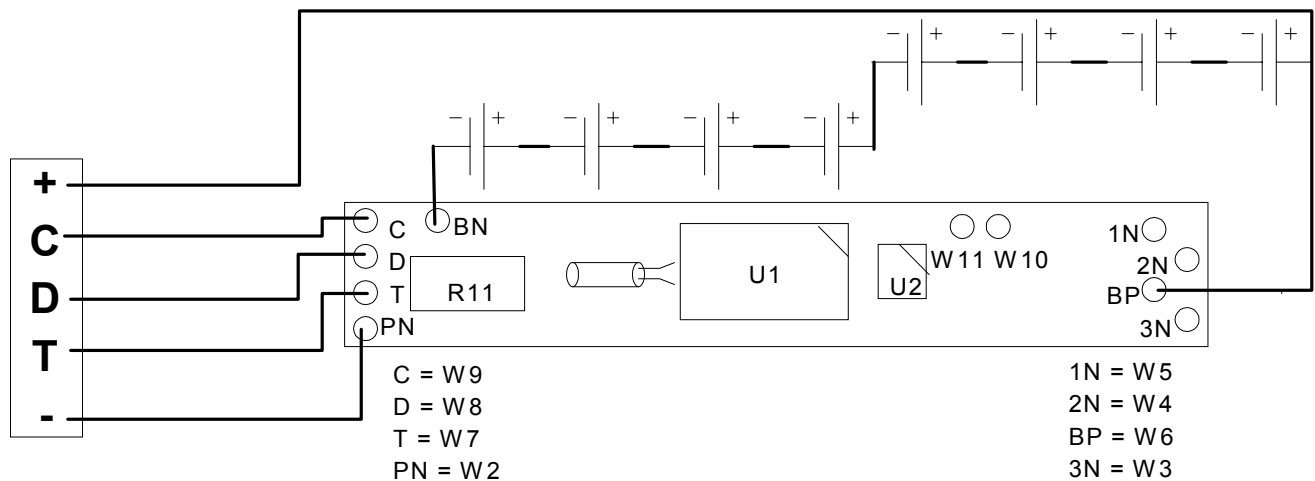 − + − + − + − +
− + − + − + − +
+
C
D
T
-
C BN
D
T
PN
R11
U1
U2
W11 W10
1N
2N
BP
3N
C = W9
D = W8
T = W7
PN = W2
1N = W5
2N = W4
BP = W6
3N = W3